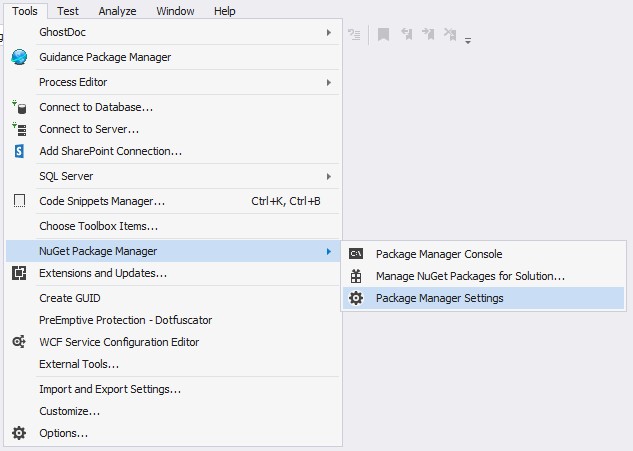 Tools Test Analyze Window Help
GhostDoc
Guidance Package Manager
Process Editor
Connect to Database...
Connect to Server...
Add SharePoint Connection...
SQL Server
Code Snippets Manager... Ctrl+K, Ctrl+B
Choose Toolbox Items...
NuGet Package Manager
Package Manager Console
Extensions and Updates...
Manage NuGet Packages for Solution...
Create GUID
Package Manager Settings
PreEmptive Protection - Dotfuscator
WCF Service Configuration Editor
External Tools...
Import and Export Settings...
Customize...
Options...